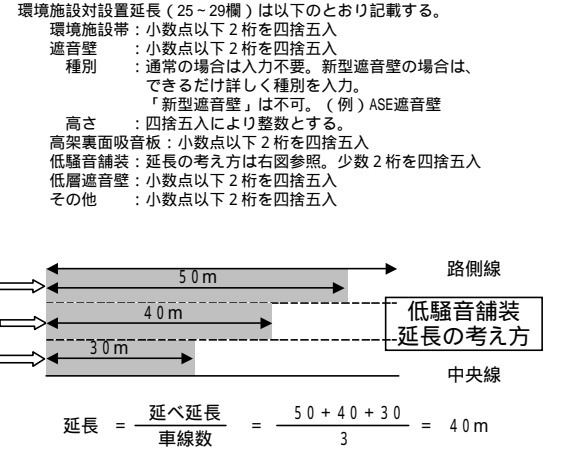 環境施設対設置延長（25～29欄）は以下のとおり記載する。
環境施設帯：小数点以下２桁を四捨五入
遮音壁　　：小数点以下２桁を四捨五入
種別　　：通常の場合は入力不要。新型遮音壁の場合は、
できるだけ詳しく種別を入力。
「新型遮音壁」は不可。（例）ASE遮音壁
高さ　　：四捨五入により整数とする。
高架裏面吸音板：小数点以下２桁を四捨五入
低騒音舗装：延長の考え方は右図参照。少数２桁を四捨五入
低層遮音壁：小数点以下２桁を四捨五入
その他　　：小数点以下２桁を四捨五入
路側線
５０ｍ
４０ｍ
低騒音舗装
延長の考え方
３０ｍ
中央線
延長 ＝ 延べ延長 / 車線数 ＝ ５０＋４０＋３０ / ３ ＝ ４０ｍ